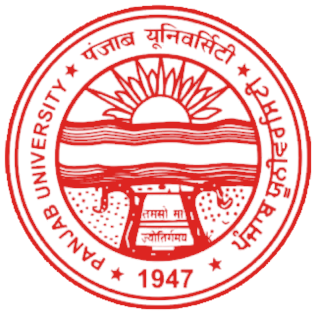 पंजाब यूनिवर्सिटी
PANJAB UNIVERSITY
ਪੰਜਾਬ ਯੂਨੀਵਰਸਿਟੀ
तमसो मा
ज्योतिर्गमय
1947